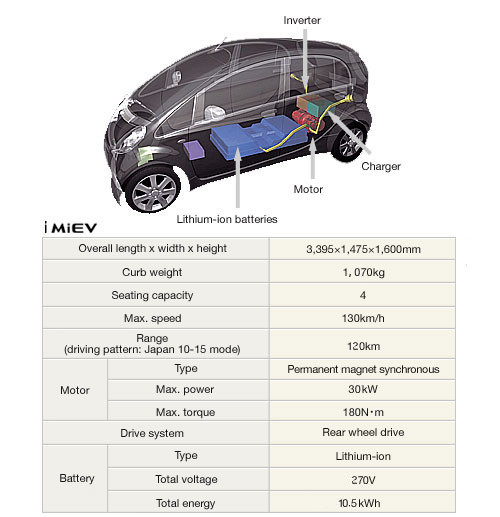 Inverter
Charger
Motor
Lithium-ion batteries
i MiEV
Overall length x width x height 3,395×1,475×1,600mm
Curb weight 1, 070kg
Seating capacity 4
Max. speed 130km/h
Range
(driving pattern: Japan 10-15 mode) 120km
Motor Type Permanent magnet synchronous
Max. power 30kW
Max. torque 180N・m
Drive system Rear wheel drive
Battery Type Lithium-ion
Total voltage 270V
Total energy 10.5kWh